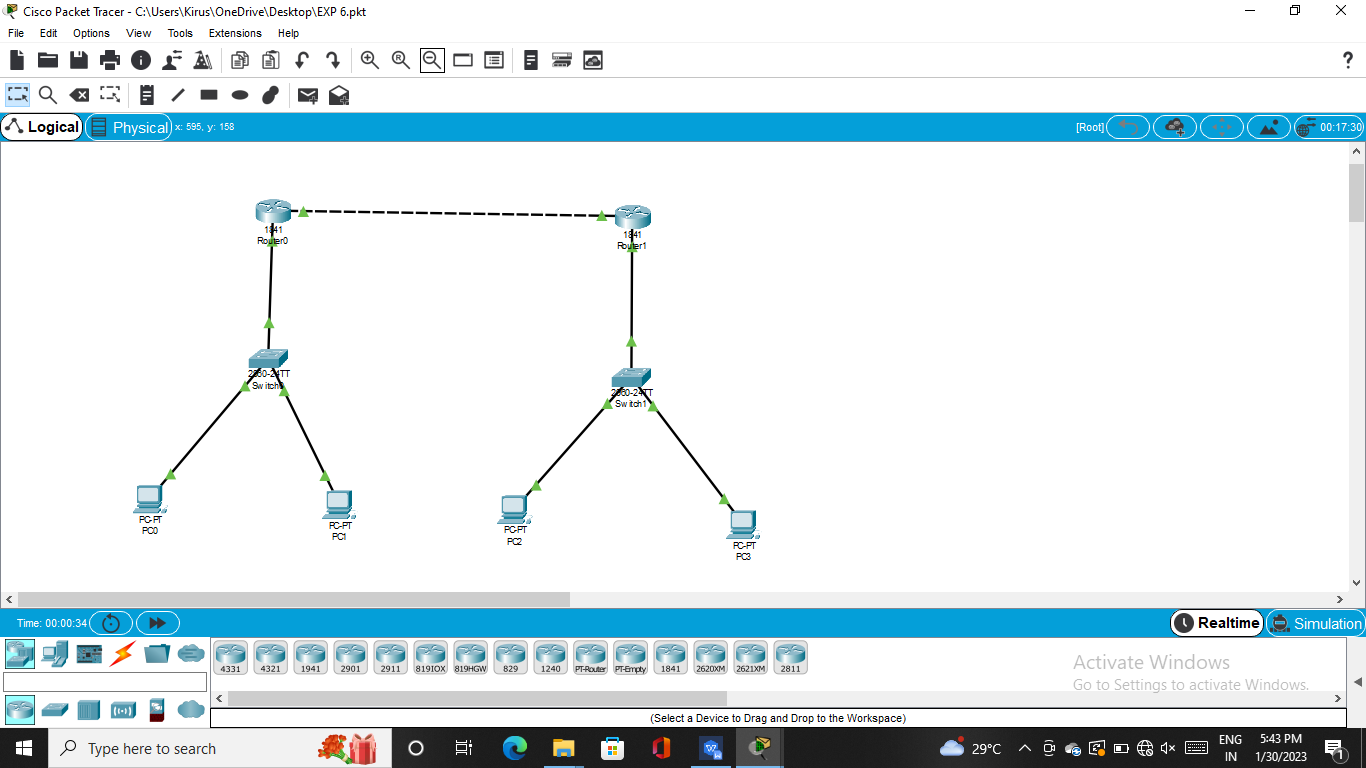 Cisco Packet Tracer - C:\Users\Kirus\OneDrive\Desktop\EXP 6.pkt
File Edit Options View Tools Extensions Help
?
Logical Physical x: 595, y: 158 [Root] 00:17:30
1841
Router0
1841
Router1
2960-24TT
Switch0
2960-24TT
Switch1
PC-PT
PC0
PC-PT
PC1
PC-PT
PC2
PC-PT
PC3
Time: 00:00:34 Realtime Simulation
4331 4321 1941 2901 2911 819IOX 819HGW 829 1240 PT-Router PT-Empty 1841 2620XM 2621XM 2811
Activate Windows
Go to Settings to activate Windows.
(Select a Device to Drag and Drop to the Workspace)
Type here to search
29°C
ENG
IN
5:43 PM
1/30/2023
1